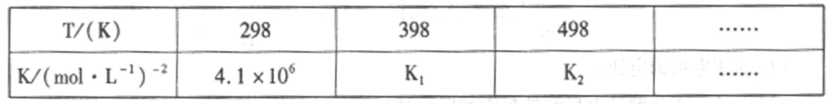 T/(K) 298 398 498 ……
K/(mol·L⁻¹)⁻² 4.1×10⁶ K₁ K₂ ……